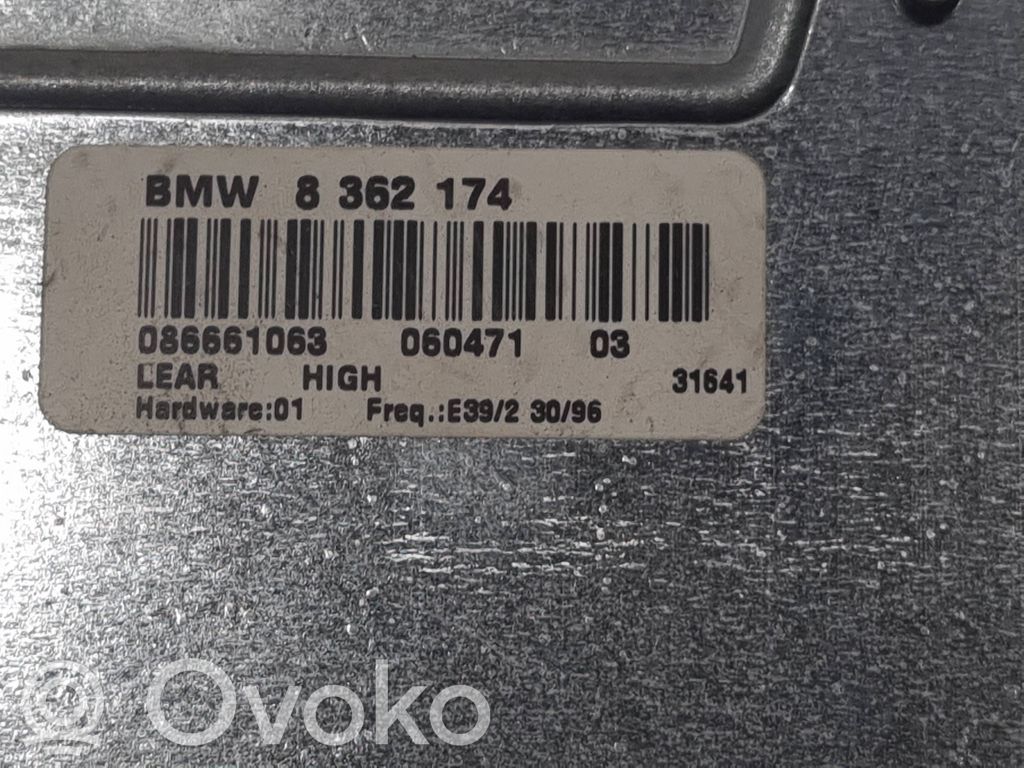 BMW 8 362 174
086661063 060471 03
LEAR HIGH 31641
Hardware:01 Freq.:E39/2 30/96
Ovoko